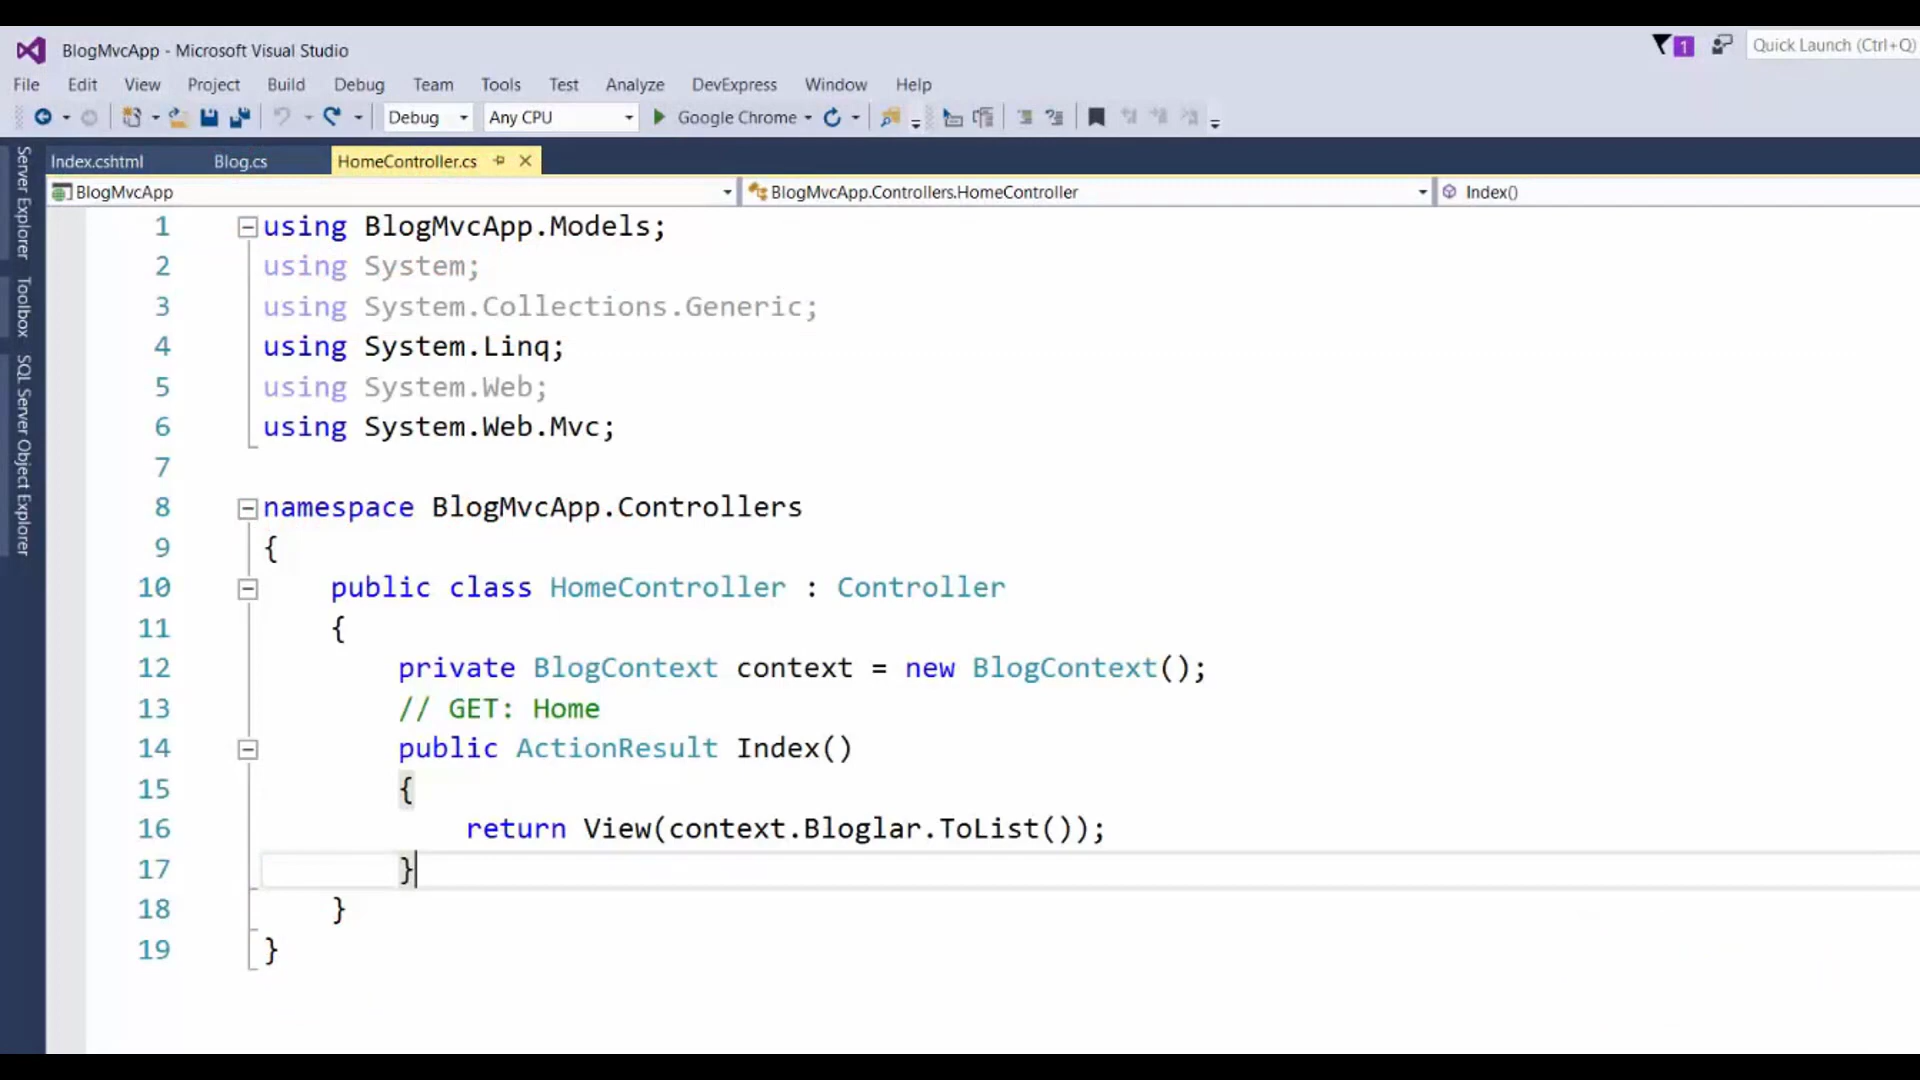 BlogMvcApp - Microsoft Visual Studio
1
Quick Launch (Ctrl+Q)
File Edit View Project Build Debug Team Tools Test Analyze DevExpress Window Help
Debug Any CPU Google Chrome
Index.cshtml Blog.cs HomeController.cs
BlogMvcApp BlogMvcApp.Controllers.HomeController Index()
Server Explorer
Toolbox
SQL Server Object Explorer
1 using BlogMvcApp.Models;
2 using System;
3 using System.Collections.Generic;
4 using System.Linq;
5 using System.Web;
6 using System.Web.Mvc;
7
8 namespace BlogMvcApp.Controllers
9 {
10 public class HomeController : Controller
11 {
12 private BlogContext context = new BlogContext();
13 // GET: Home
14 public ActionResult Index()
15 {
16 return View(context.Bloglar.ToList());
17 }
18 }
19 }